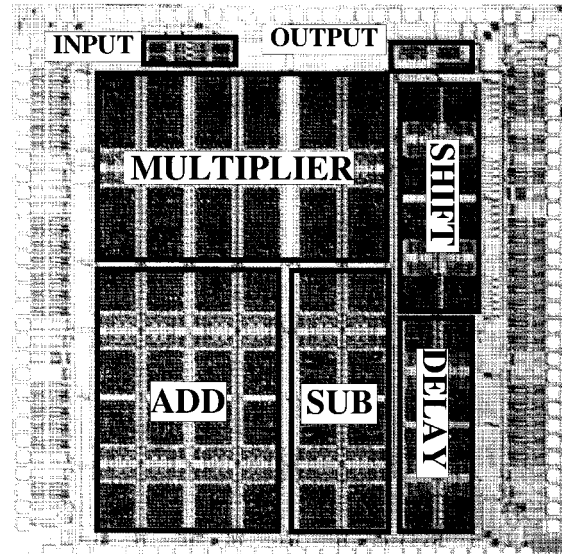 INPUT
OUTPUT
MULTIPLIER
SHIFT
ADD
SUB
DELAY